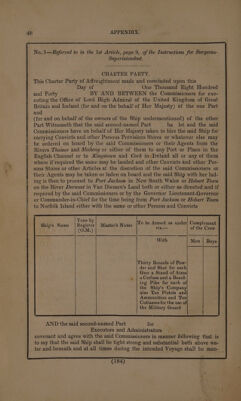 48 APPENDIX.
No. 1—Referred to in the 1st Article, page 9, of the Instructions for Surgeons-
Superintendent.
CHARTER PARTY.
This Charter Party of Affreightment made and concluded upon this
Day of One Thousand Eight Hundred
and Forty BY AND BETWEEN the Commissioners for exe-
cuting the Office of Lord High Admiral of the United Kingdom of Great
Britain and Ireland (for and on behalf of Her Majesty) of the one Part
and
(for and on behalf of the owners of the Ship undermentioned) of the other
Part Witnesseth that the said second-named Part ha let and the said
Commissioners have on behalf of Her Majesty taken to hire the said Ship for
carrying Convicts and other Persons Provisions Stores or whatever else may
be ordered on board by the said Commissioners or their Agents from the
Rivers Thames and Medway or either of them to any Port or Place in the
English Channel or to Kingstown and Cork in Ireland all or any of them
where if required the same may be landed and other Convicts and other Per-
sons Stores or other Articles at the discretion of the said Commissioners or
their Agents may be taken or laden on board and the said Ship with her lad-
ing is then to proceed to Port Jackson in New South Wales or Hobart Town
on the River Derwent in Van Dieman's Land both or either as directed and if
required by the said Commissioners or by the Governor Lieutenant-Governor
or Commander-in-Chief for the time being from Port Jackson or Hobart Town
to Norfolk Island either with the same or other Persons and Convicts
Ship's Name
Tons by
Register
(O.M.)
Master's Name
To be Armed as under
viz.—
Complement
of the Crew
With
Men Boys
Thirty Rounds of Pow-
der and Shot for each
Gun a Stand of Arms
a Cutlass and a Board-
ing Pike for each of
the Ship's Company
also Ten Pistols and
Ammunition and Ten
Cutlasses for the use of
the Military Guard
AND the said second-named Part for
Executors and Administrators
covenant and agree with the said Commissioners in manner following that is
to say that the said Ship shall be tight strong and substantial both above wa-
ter and beneath and at all times during the intended Voyage shall be man-
(184)